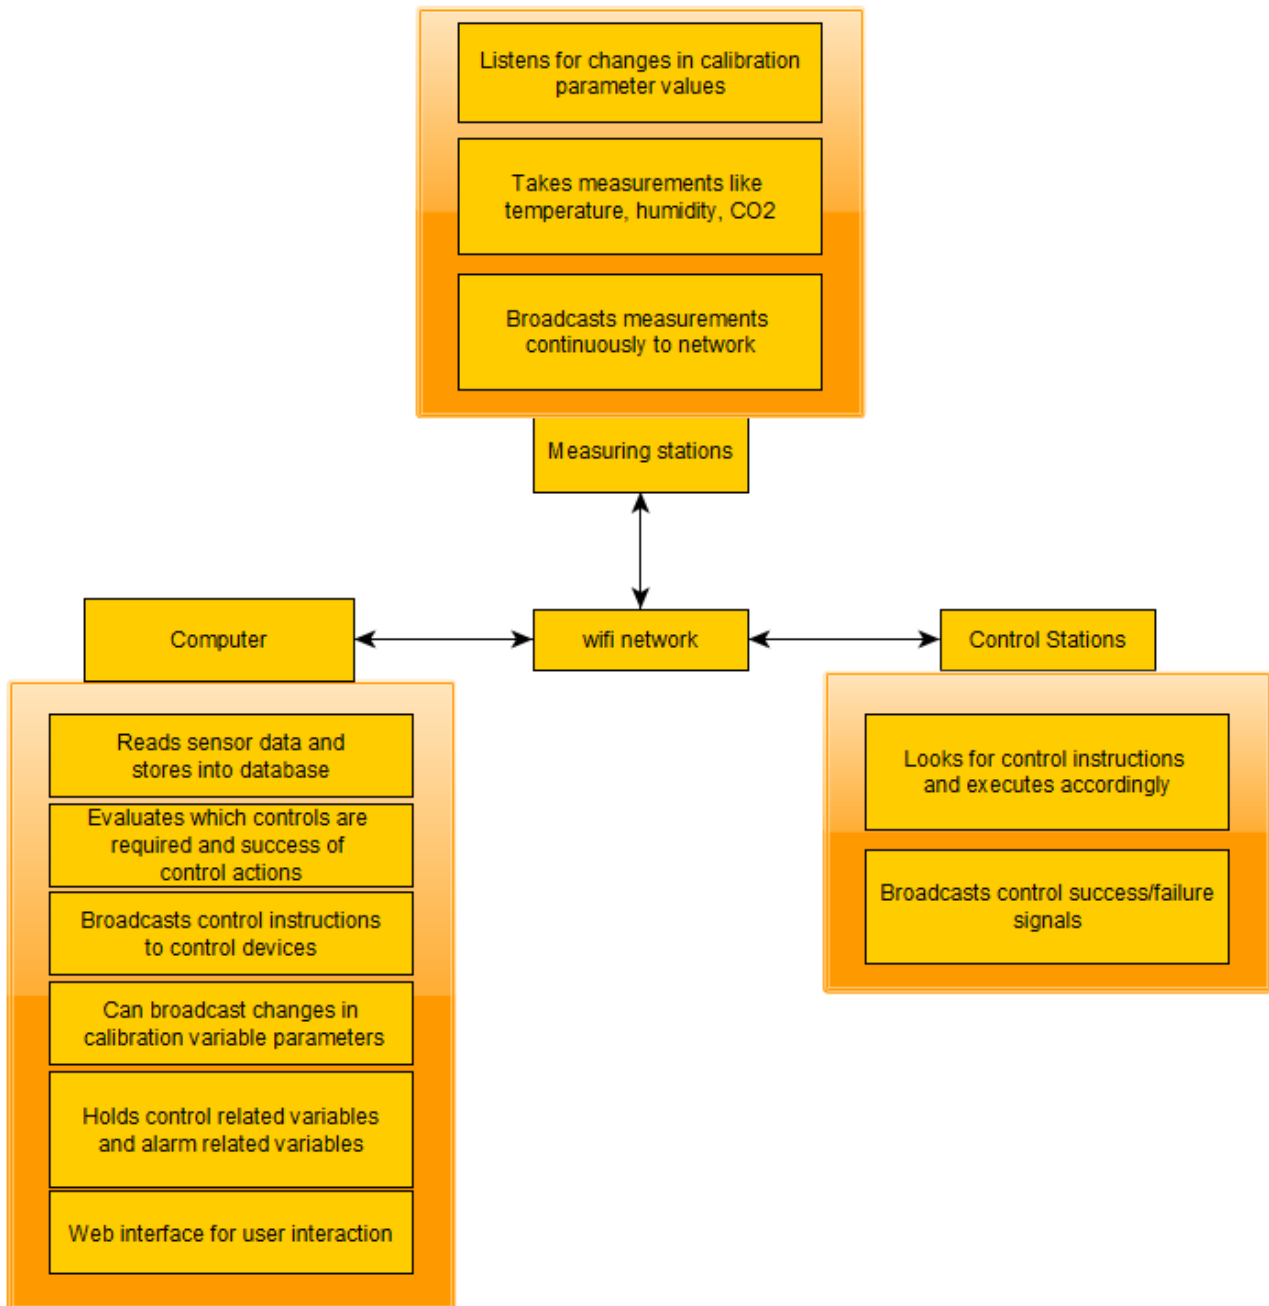 Listens for changes in calibration
parameter values
Takes measurements like
temperature, humidity, CO2
Broadcasts measurements
continuously to network
Measuring stations
Computer
wifi network
Control Stations
Reads sensor data and
stores into database
Evaluates which controls are
required and success of
control actions
Broadcasts control instructions
to control devices
Can broadcast changes in
calibration variable parameters
Holds control related variables
and alarm related variables
Web interface for user interaction
Looks for control instructions
and executes accordingly
Broadcasts control success/failure
signals